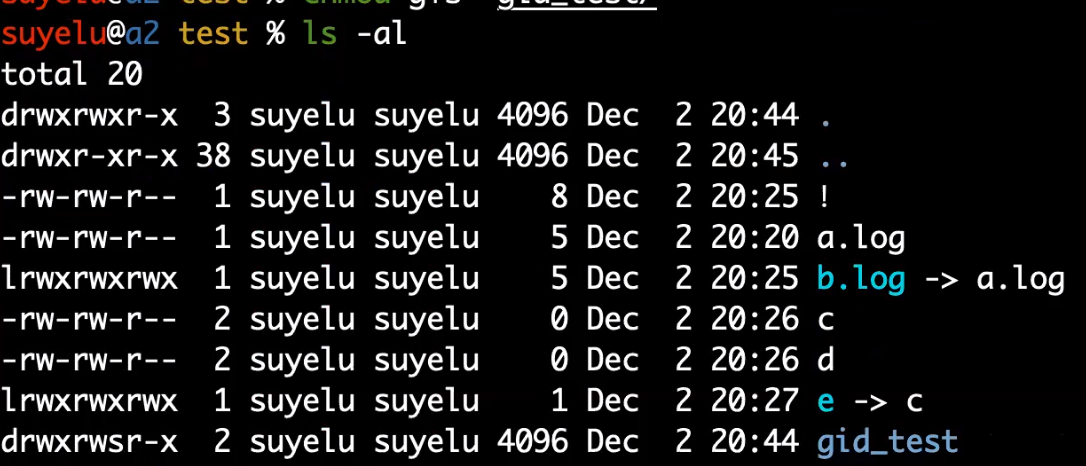 suyelu@a2 test % chmod g+s gid_test/
suyelu@a2 test % ls -al
total 20
drwxrwxr-x  3 suyelu suyelu 4096 Dec  2 20:44 .
drwxr-xr-x 38 suyelu suyelu 4096 Dec  2 20:45 ..
-rw-rw-r--  1 suyelu suyelu    8 Dec  2 20:25 !
-rw-rw-r--  1 suyelu suyelu    5 Dec  2 20:20 a.log
lrwxrwxrwx  1 suyelu suyelu    5 Dec  2 20:25 b.log -> a.log
-rw-rw-r--  2 suyelu suyelu    0 Dec  2 20:26 c
-rw-rw-r--  2 suyelu suyelu    0 Dec  2 20:26 d
lrwxrwxrwx  1 suyelu suyelu    1 Dec  2 20:27 e -> c
drwxrwsr-x  2 suyelu suyelu 4096 Dec  2 20:44 gid_test